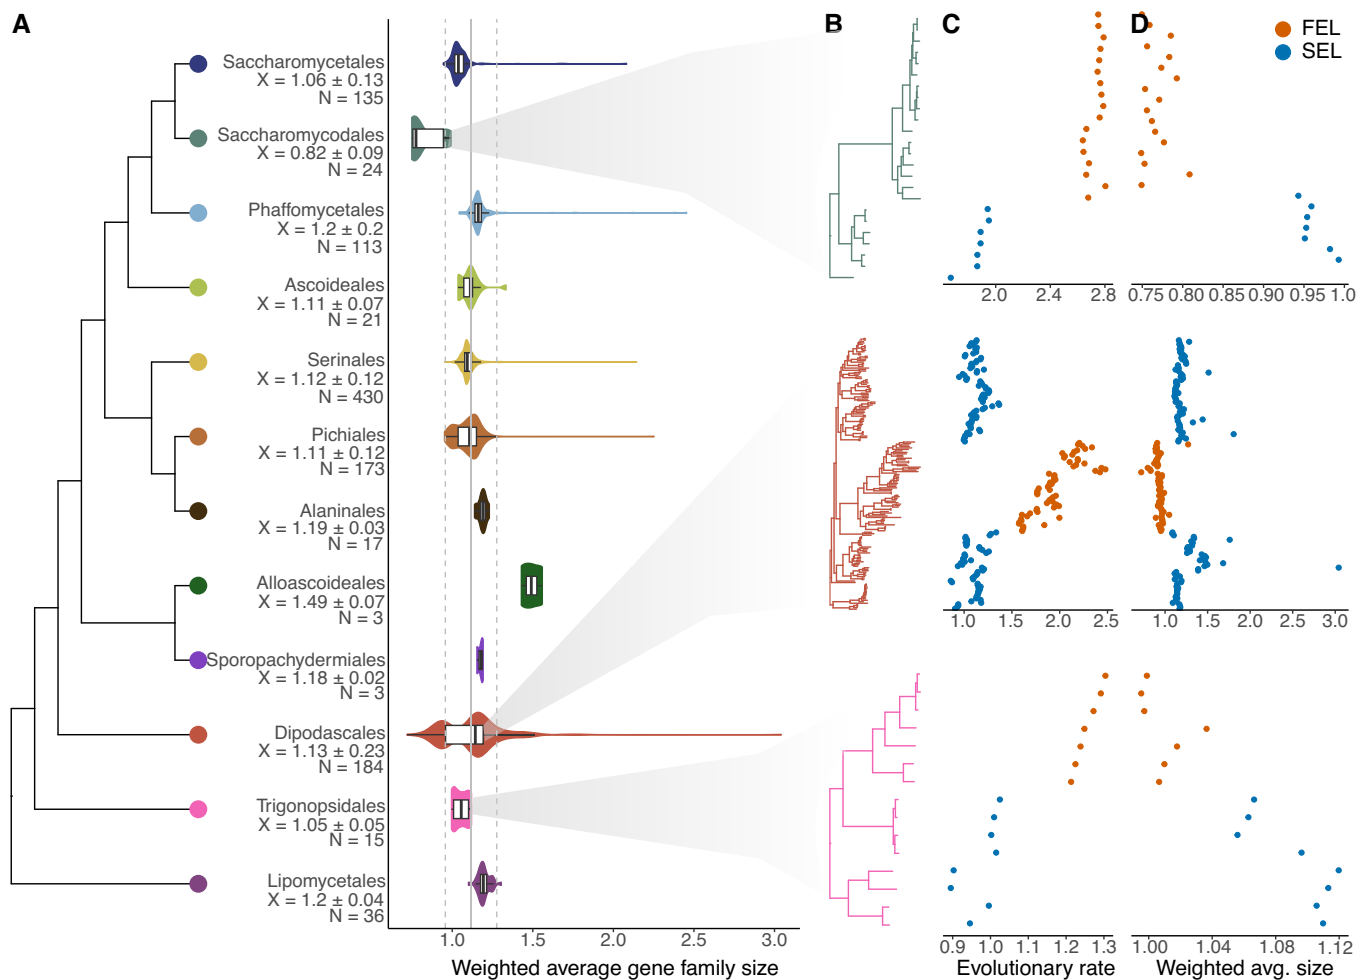 A
B
C
D
FEL
SEL
Saccharomycetales
X = 1.06 ± 0.13
N = 135
Saccharomycodales
X = 0.82 ± 0.09
N = 24
Phaffomycetales
X = 1.2 ± 0.2
N = 113
Ascoideales
X = 1.11 ± 0.07
N = 21
Serinales
X = 1.12 ± 0.12
N = 430
Pichiales
X = 1.11 ± 0.12
N = 173
Alaninales
X = 1.19 ± 0.03
N = 17
Alloascoideales
X = 1.49 ± 0.07
N = 3
Sporopachydermiales
X = 1.18 ± 0.02
N = 3
Dipodascales
X = 1.13 ± 0.23
N = 184
Trigonopsidales
X = 1.05 ± 0.05
N = 15
Lipomycetales
X = 1.2 ± 0.04
N = 36
1.0 1.5 2.0 2.5 3.0
Weighted average gene family size
2.0 2.4 2.8
0.75 0.80 0.85 0.90 0.95 1.0
1.0 1.5 2.0 2.5
1.0 1.5 2.0 2.5 3.0
0.9 1.0 1.1 1.2 1.3
1.00 1.04 1.08 1.12
Evolutionary rate
Weighted avg. size